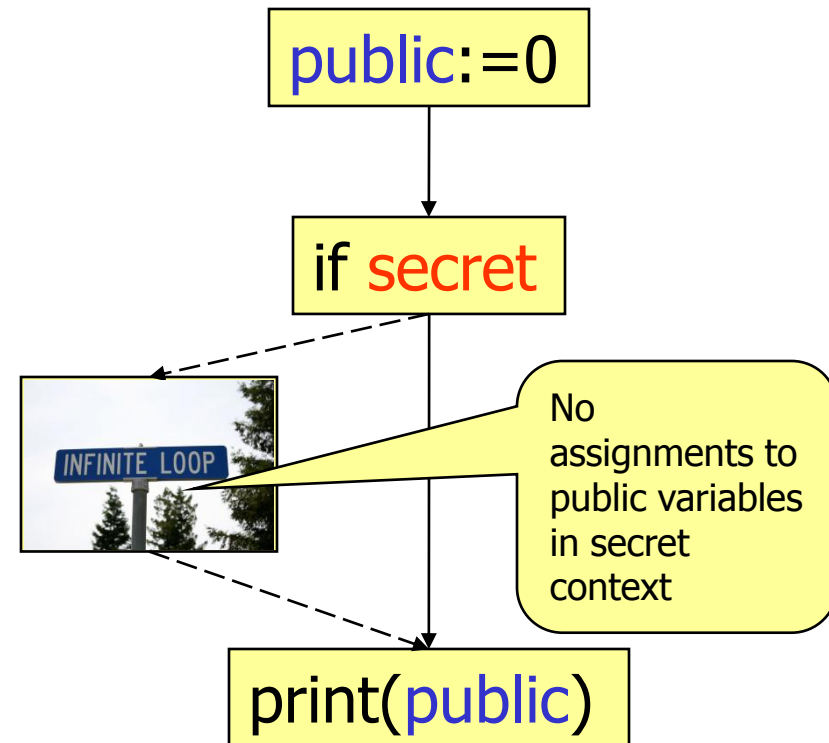 public:=0
if secret
INFINITE LOOP
No
assignments to
public variables
in secret
context
print(public)